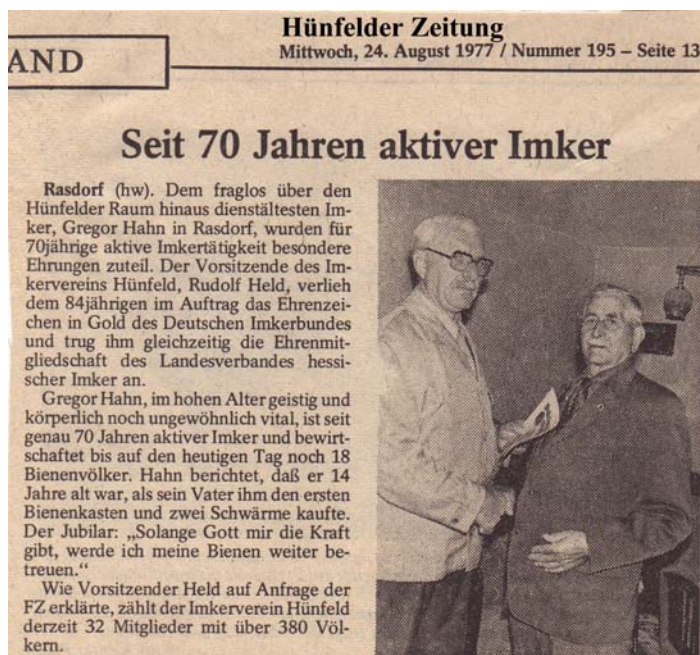 Hünfelder Zeitung
Mittwoch, 24. August 1977 / Nummer 195 – Seite 13
AND
Seit 70 Jahren aktiver Imker
Rasdorf (hw). Dem fraglos über den
Hünfelder Raum hinaus dienstältesten Im-
ker, Gregor Hahn in Rasdorf, wurden für
70jährige aktive Imkertätigkeit besondere
Ehrungen zuteil. Der Vorsitzende des Im-
kervereins Hünfeld, Rudolf Held, verlieh
dem 84jährigen im Auftrag das Ehrenzei-
chen in Gold des Deutschen Imkerbundes
und trug ihm gleichzeitig die Ehrenmit-
gliedschaft des Landesverbandes hessi-
scher Imker an.
Gregor Hahn, im hohen Alter geistig und
körperlich noch ungewöhnlich vital, ist seit
genau 70 Jahren aktiver Imker und bewirt-
schaftet bis auf den heutigen Tag noch 18
Bienenvölker. Hahn berichtet, daß er 14
Jahre alt war, als sein Vater ihm den ersten
Bienenkasten und zwei Schwärme kaufte.
Der Jubilar: „Solange Gott mir die Kraft
gibt, werde ich meine Bienen weiter be-
treuen.“
Wie Vorsitzender Held auf Anfrage der
FZ erklärte, zählt der Imkerverein Hünfeld
derzeit 32 Mitglieder mit über 380 Völ-
kern.